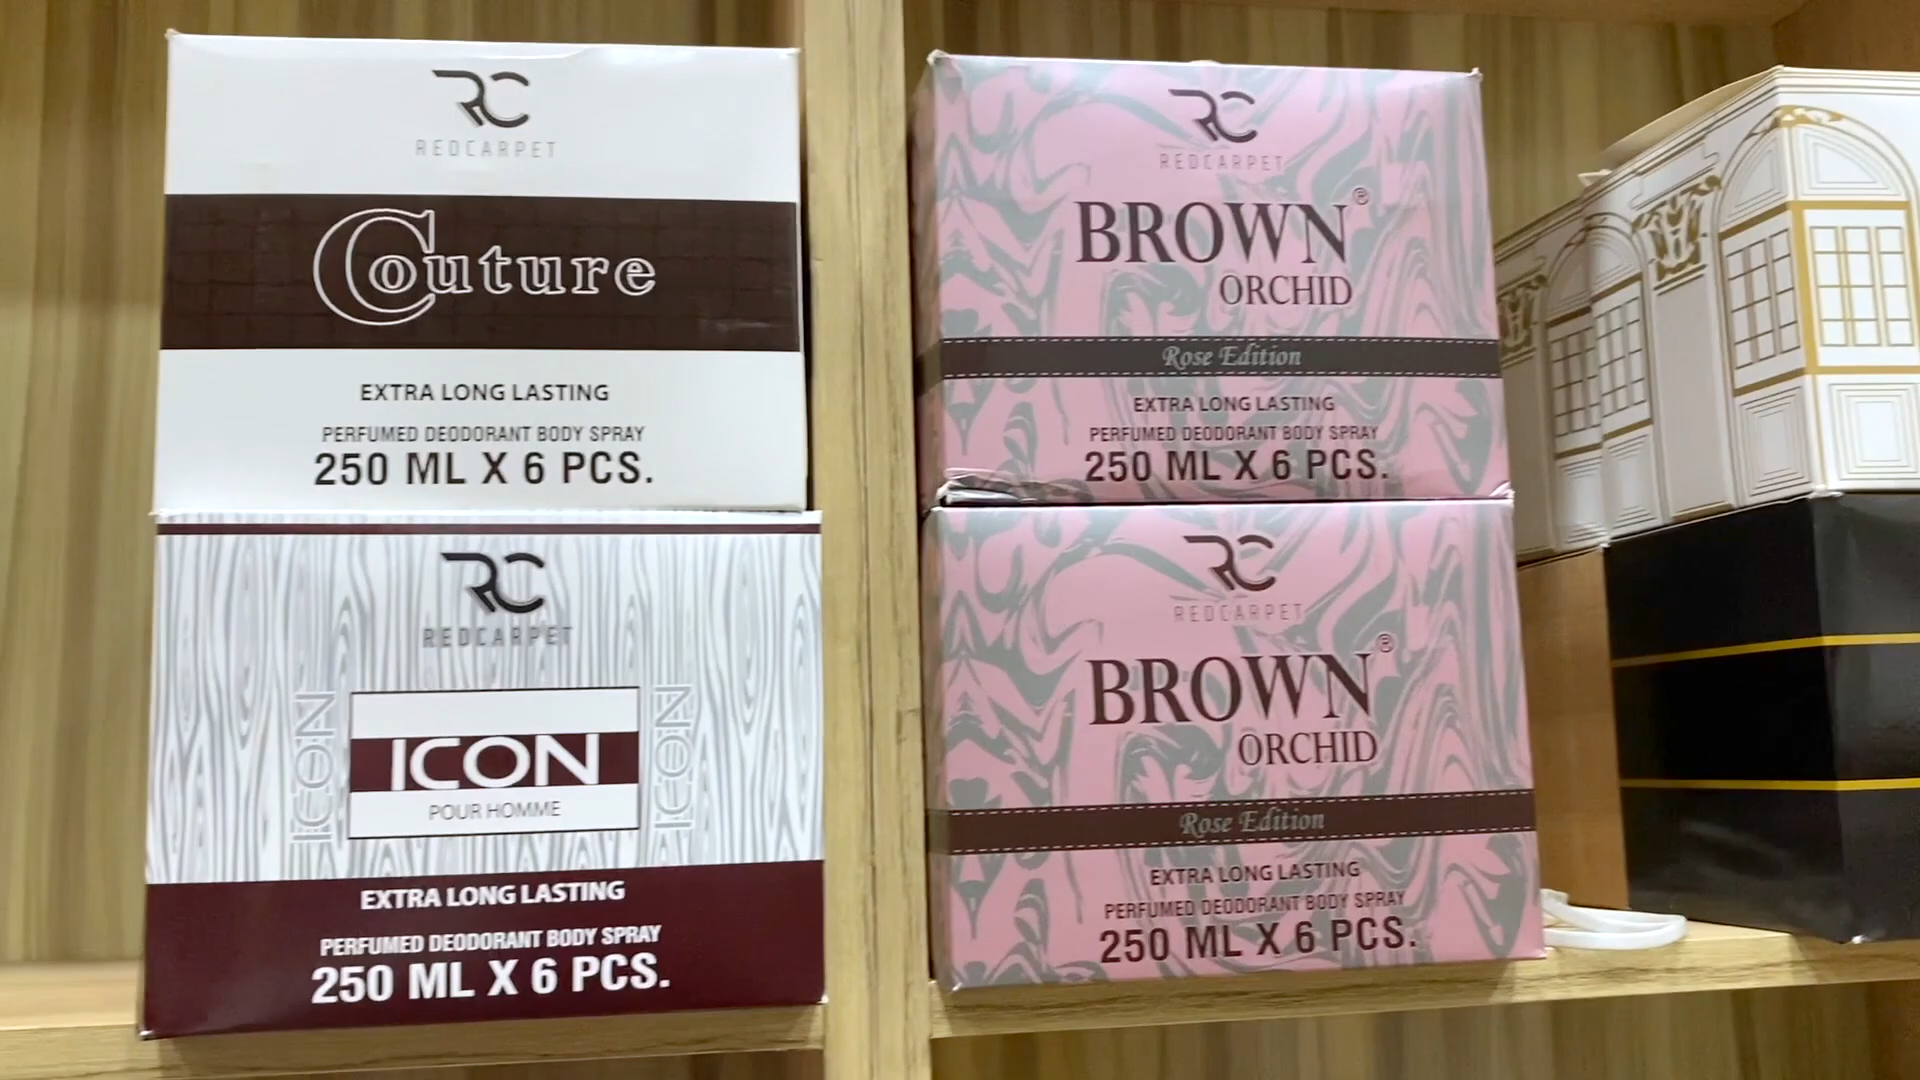 RC
REDCARPET
Couture
EXTRA LONG LASTING
PERFUMED DEODORANT BODY SPRAY
250 ML X 6 PCS.
RC
REDCARPET
BROWN®
ORCHID
Rose Edition
EXTRA LONG LASTING
PERFUMED DEODORANT BODY SPRAY
250 ML X 6 PCS.
RC
REDCARPET
ICON
ICON
ICON
POUR HOMME
EXTRA LONG LASTING
PERFUMED DEODORANT BODY SPRAY
250 ML X 6 PCS.
RC
REDCARPET
BROWN®
ORCHID
Rose Edition
EXTRA LONG LASTING
PERFUMED DEODORANT BODY SPRAY
250 ML X 6 PCS.